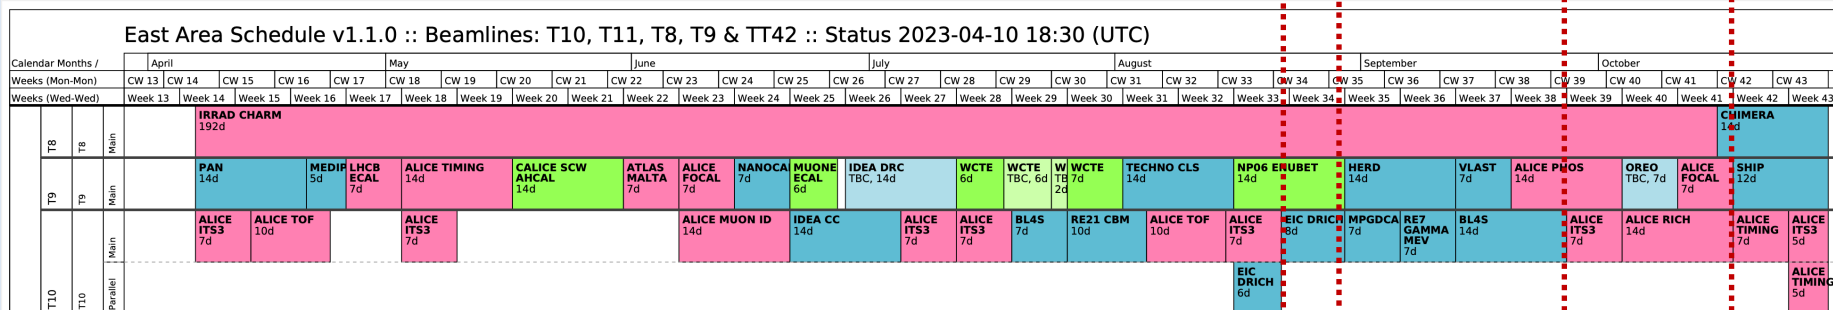 East Area Schedule v1.1.0 :: Beamlines: T10, T11, T8, T9 & TT42 :: Status 2023-04-10 18:30 (UTC)
Calendar Months / April May June July August September October
Weeks (Mon-Mon) CW 13 CW 14 CW 15 CW 16 CW 17 CW 18 CW 19 CW 20 CW 21 CW 22 CW 23 CW 24 CW 25 CW 26 CW 27 CW 28 CW 29 CW 30 CW 31 CW 32 CW 33 CW 34 CW 35 CW 36 CW 37 CW 38 CW 39 CW 40 CW 41 CW 42 CW 43
Weeks (Wed-Wed) Week 13 Week 14 Week 15 Week 16 Week 17 Week 18 Week 19 Week 20 Week 21 Week 22 Week 23 Week 24 Week 25 Week 26 Week 27 Week 28 Week 29 Week 30 Week 31 Week 32 Week 33 Week 34 Week 35 Week 36 Week 37 Week 38 Week 39 Week 40 Week 41 Week 42 Week 43
T8 T8 Main
IRRAD CHARM
192d
CHIMERA
14d
T9 T9 Main
PAN
14d
MEDIP
5d
LHCB
ECAL
7d
ALICE TIMING
14d
CALICE SCW
AHCAL
14d
ATLAS
MALTA
7d
ALICE
FOCAL
7d
NANOCAL
7d
MUONE
ECAL
6d
IDEA DRC
TBC, 14d
WCTE
6d
WCTE
TBC, 6d
W
TB
2d
WCTE
7d
TECHNO CLS
14d
NP06 ENUBET
14d
HERD
14d
VLAST
7d
ALICE PHOS
14d
OREO
TBC, 7d
ALICE
FOCAL
7d
SHIP
12d
T10 T10 Main
ALICE
ITS3
7d
ALICE TOF
10d
ALICE
ITS3
7d
ALICE MUON ID
14d
IDEA CC
14d
ALICE
ITS3
7d
ALICE
ITS3
7d
BL4S
7d
RE21 CBM
10d
ALICE TOF
10d
ALICE
ITS3
7d
EIC DRICH
8d
MPGDCA
7d
RE7
GAMMA
MEV
7d
BL4S
14d
ALICE
ITS3
7d
ALICE RICH
14d
ALICE
TIMING
7d
ALICE
ITS3
5d
Parallel
EIC
DRICH
6d
ALICE
TIMING
5d